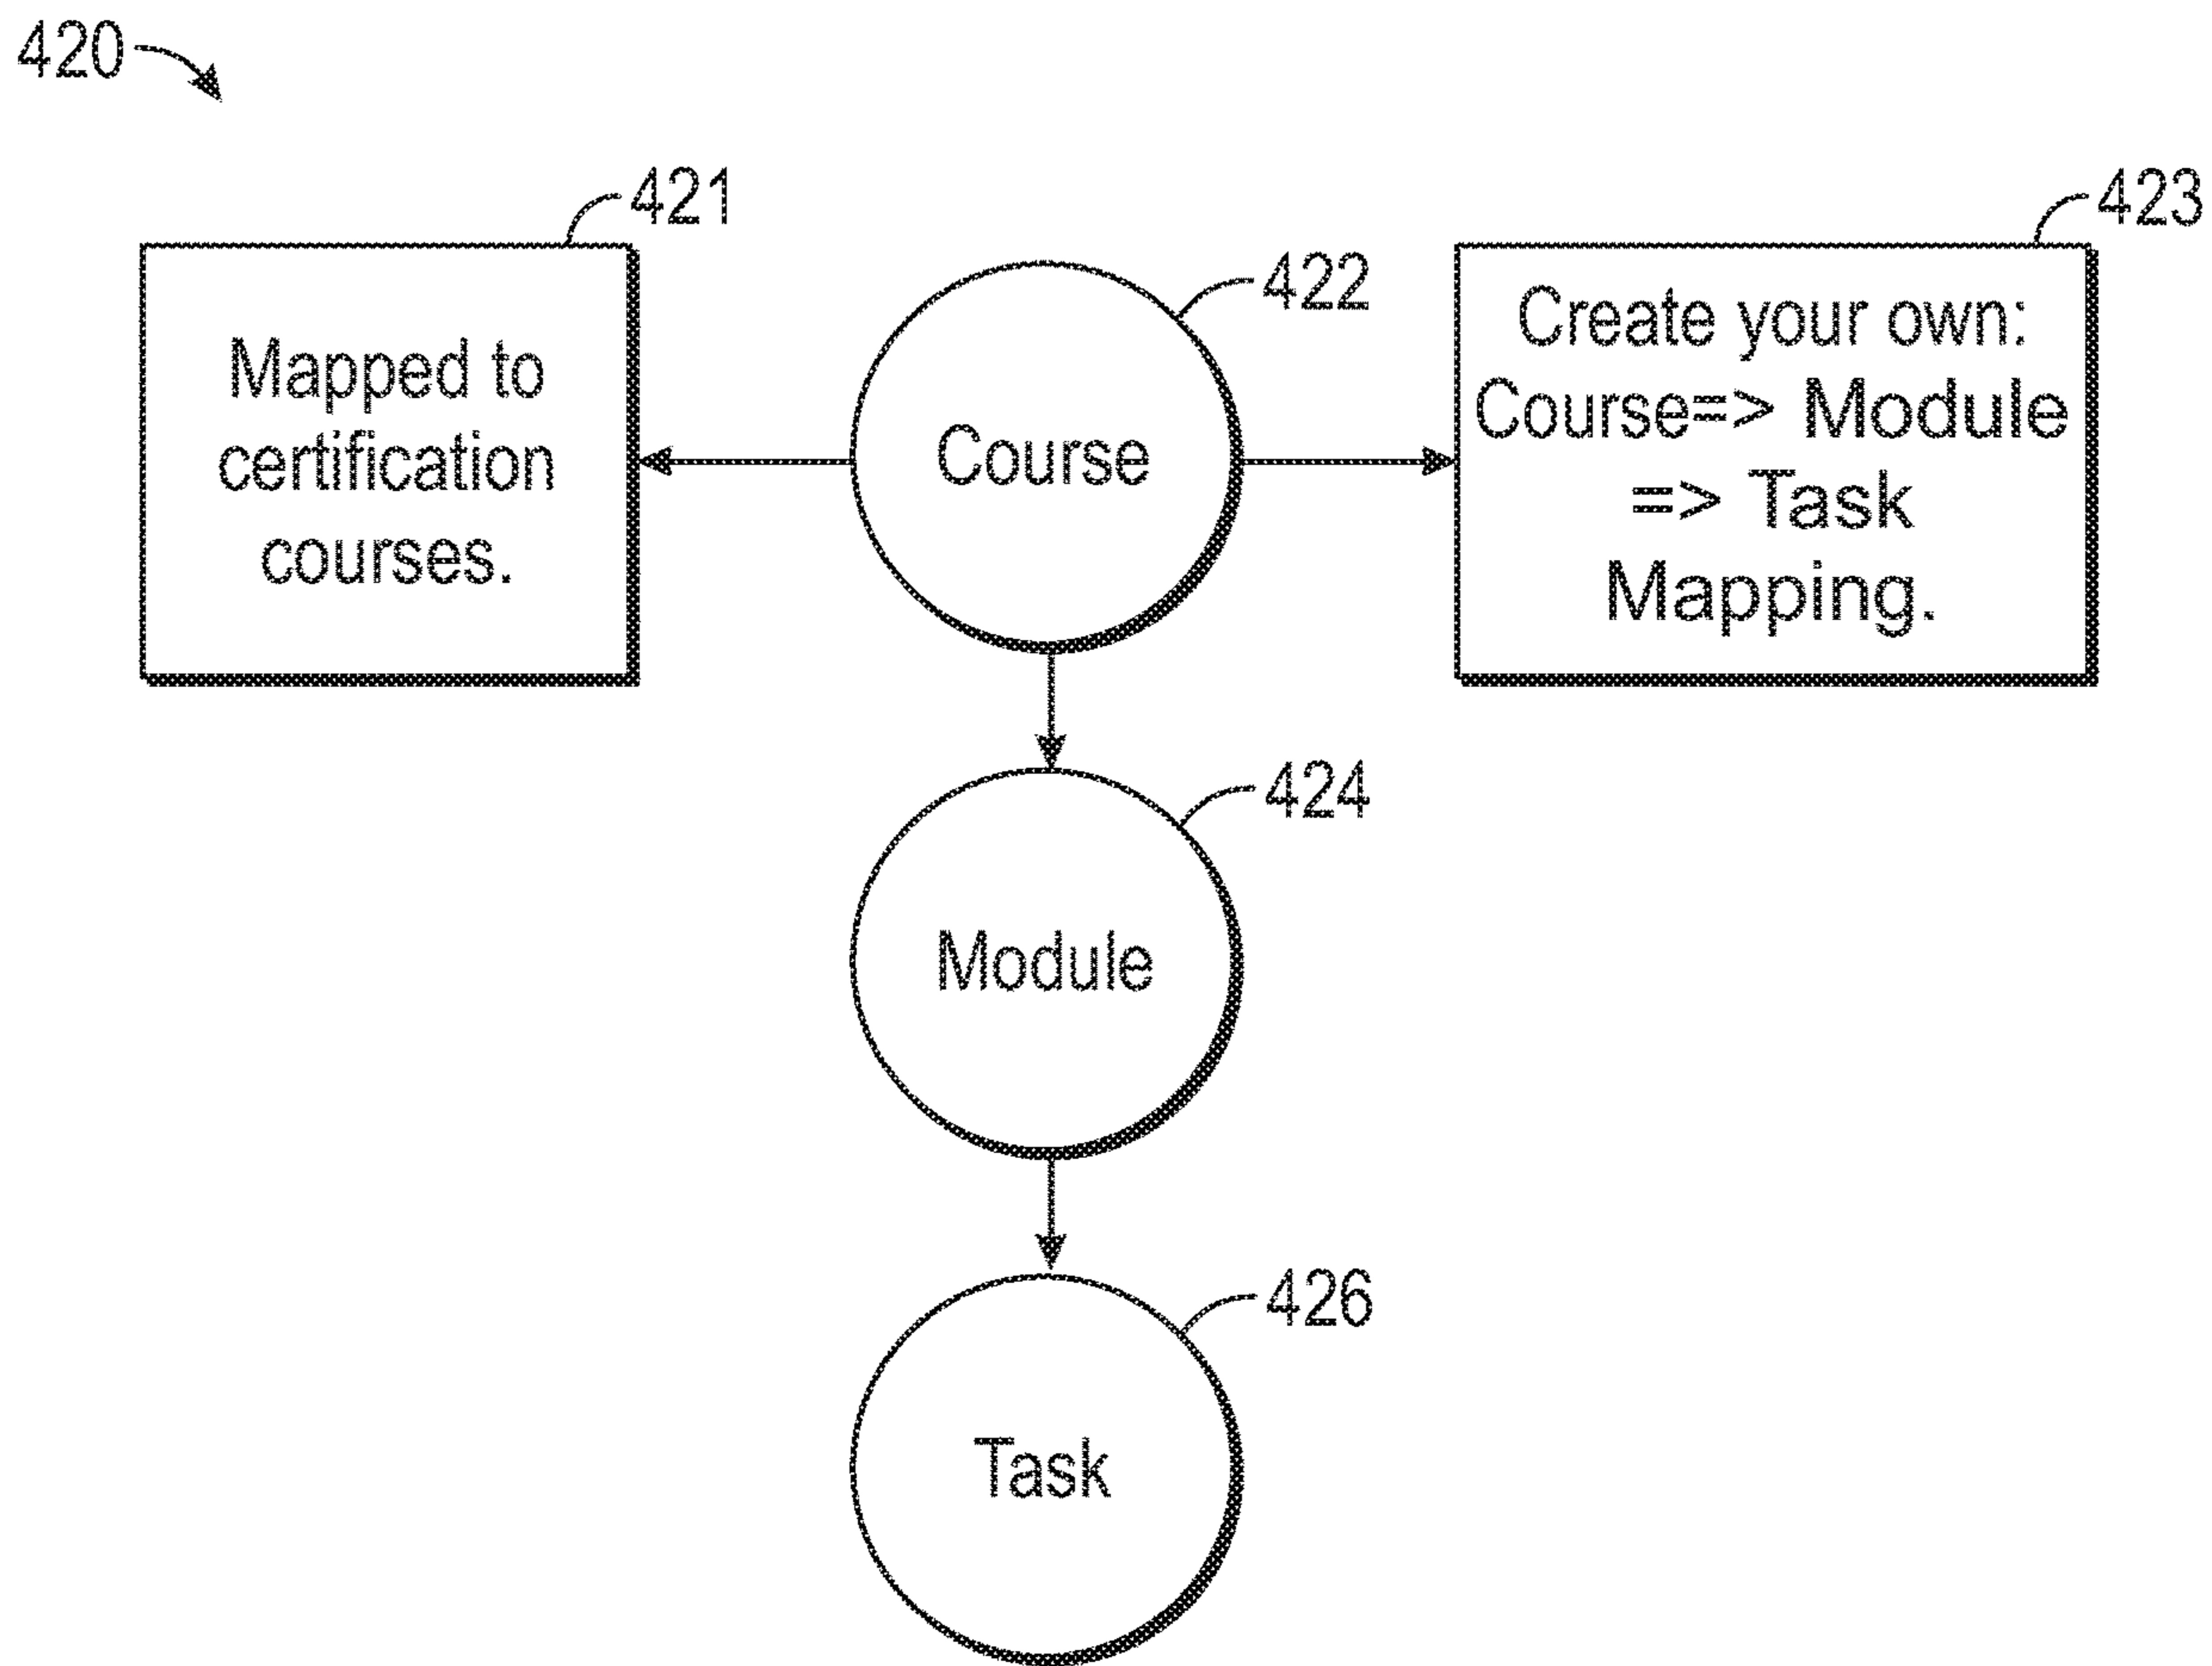 420
421
423
422
Mapped to
certification
courses.
Course
Create your own:
Course=> Module
=> Task
Mapping.
424
Module
426
Task